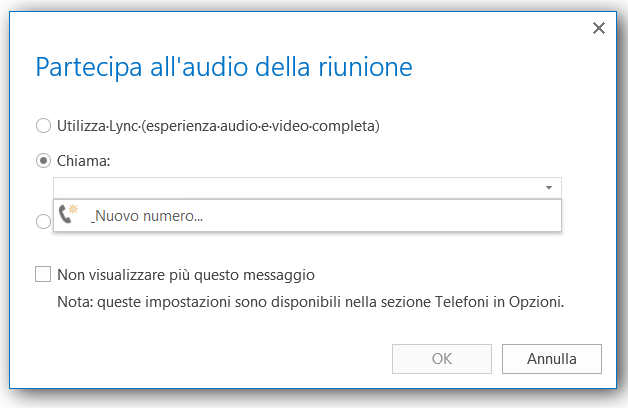 Partecipa all'audio della riunione
Utilizza·Lync·(esperienza·audio·e·video·completa)
Chiama:
_Nuovo numero...
Non visualizzare più questo messaggio
Nota: queste impostazioni sono disponibili nella sezione Telefoni in Opzioni.
OK
Annulla